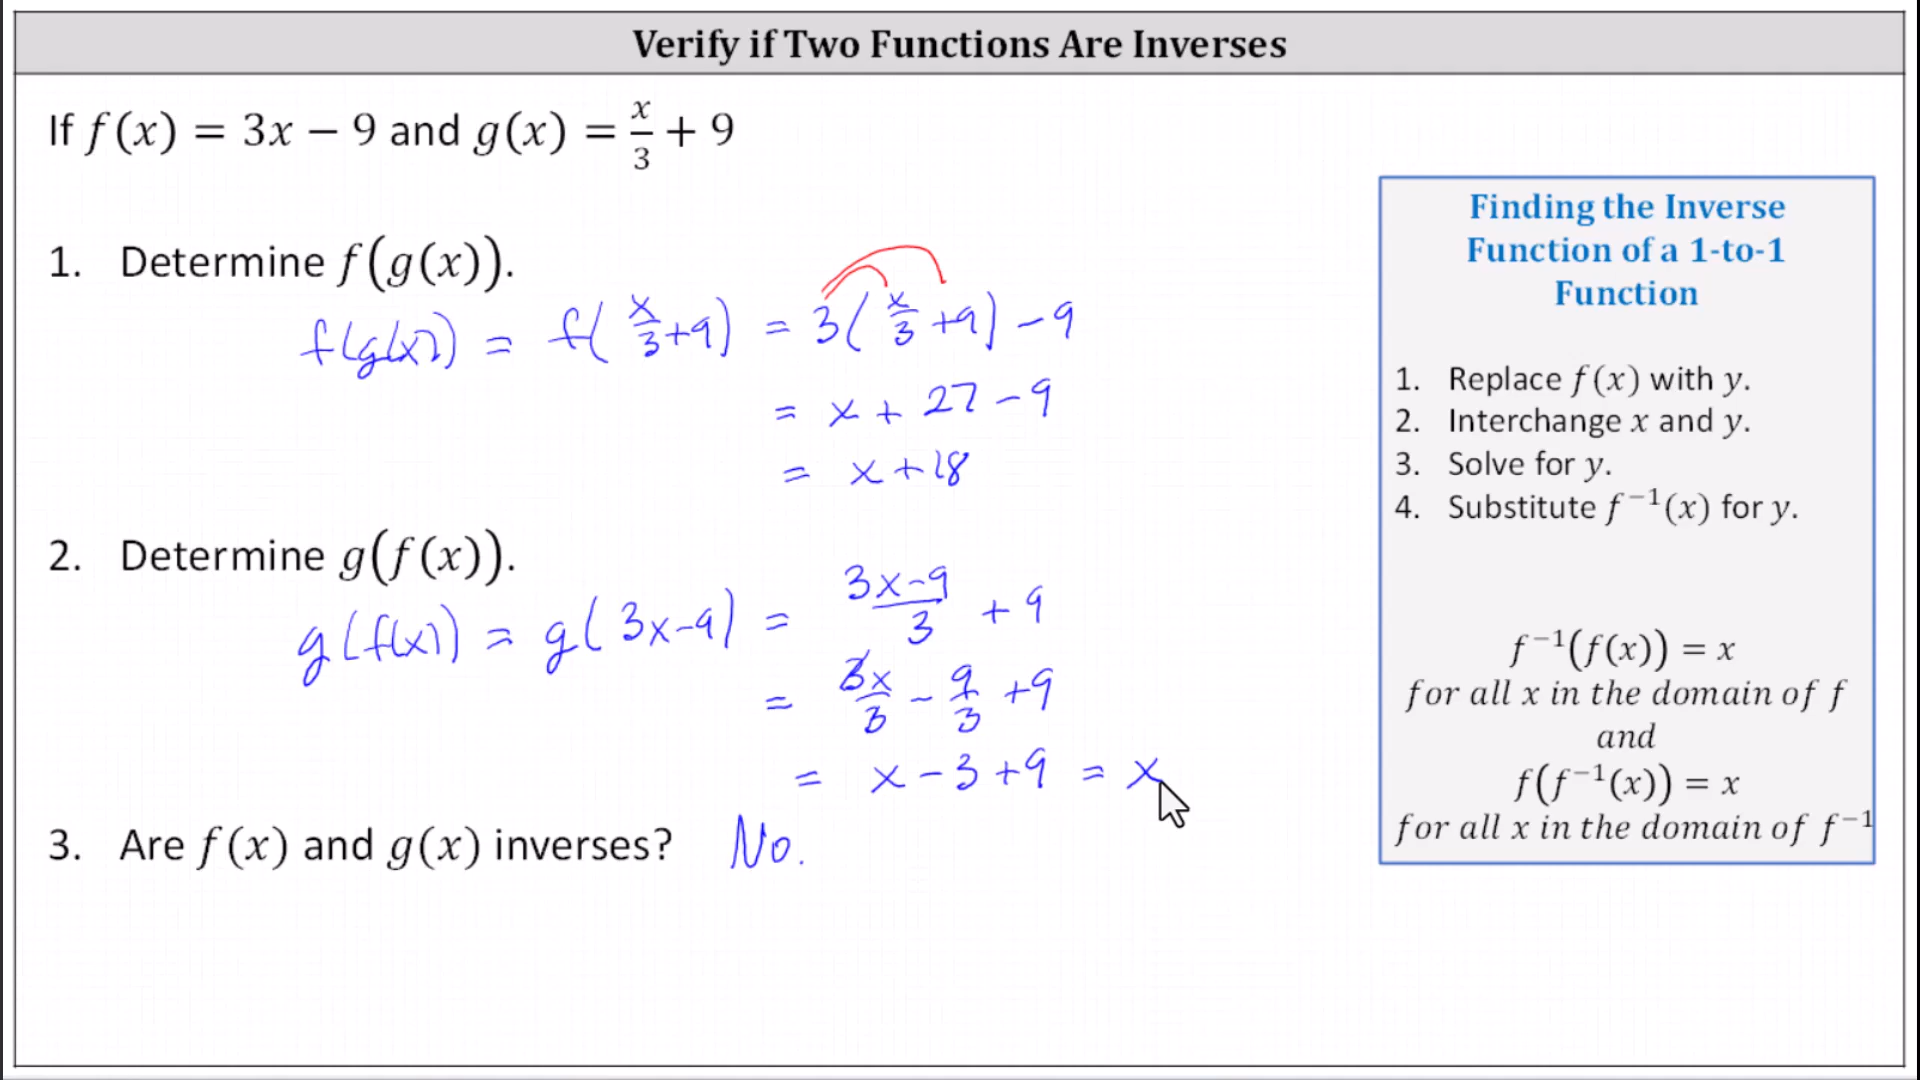 Verify if Two Functions Are Inverses
If f(x) = 3x − 9 and g(x) = x/3 + 9
1. Determine f(g(x)).
f(g(x)) = f(x/3 + 9) = 3(x/3 + 9) − 9
= x + 27 − 9
= x + 18
2. Determine g(f(x)).
g(f(x)) = g(3x − 9) = (3x − 9)/3 + 9
= 3x/3 − 9/3 + 9
= x − 3 + 9 = x
3. Are f(x) and g(x) inverses? No.
Finding the Inverse
Function of a 1-to-1
Function
1. Replace f(x) with y.
2. Interchange x and y.
3. Solve for y.
4. Substitute f⁻¹(x) for y.
f⁻¹(f(x)) = x
for all x in the domain of f
and
f(f⁻¹(x)) = x
for all x in the domain of f⁻¹